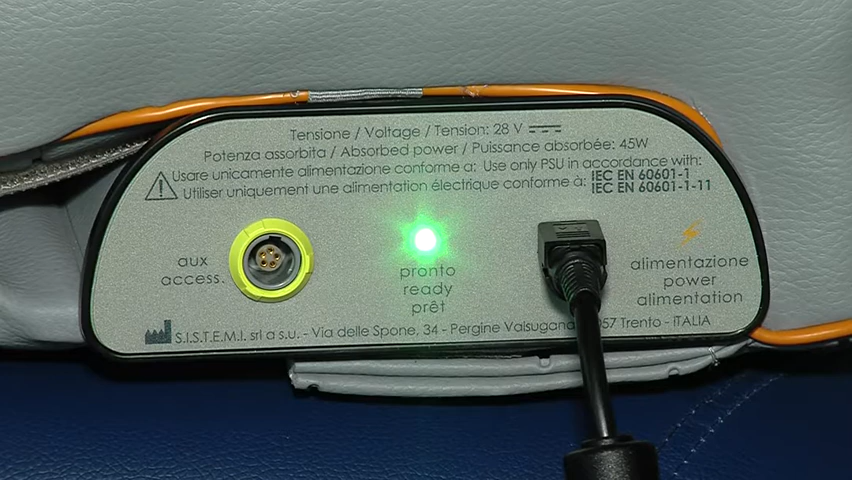 Tensione / Voltage / Tension: 28 V
Potenza assorbita / Absorbed power / Puissance absorbée: 45W
Usare unicamente alimentazione conforme a: Use only PSU in accordance with:
Utiliser uniquement une alimentation électrique conforme à:
IEC EN 60601-1
IEC EN 60601-1-11
aux
access.
pronto
ready
prêt
alimentazione
power
alimentation
S.I.S.T.E.M.I. srl a s.u. - Via delle Spone, 34 - Pergine Valsugana Trento - iTALIA